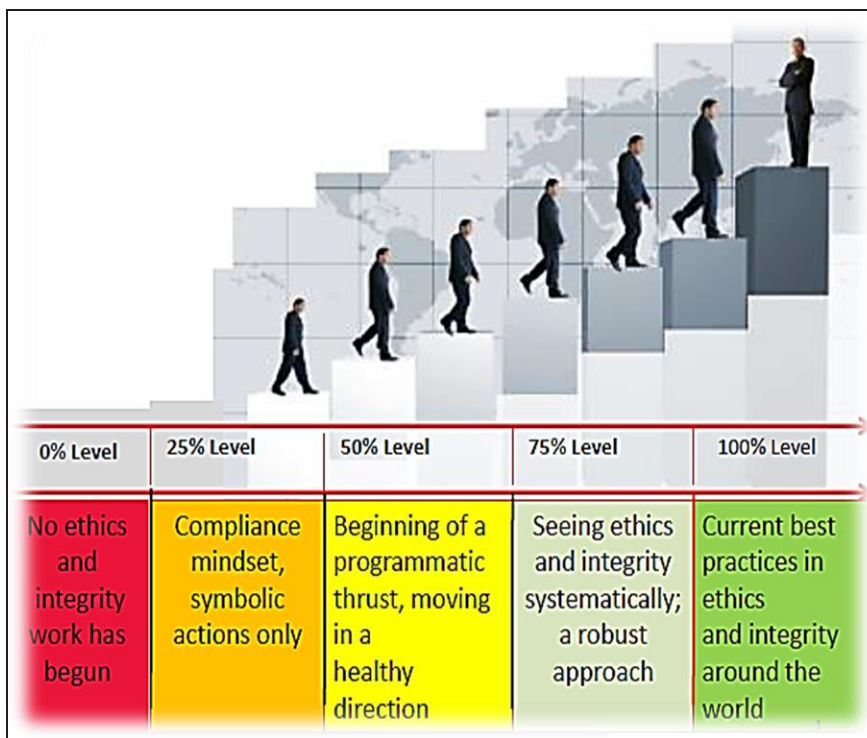 0% Level
25% Level
50% Level
75% Level
100% Level
No ethics
and
integrity
work has
begun
Compliance
mindset,
symbolic
actions only
Beginning of a
programmatic
thrust, moving
in a
healthy
direction
Seeing ethics
and integrity
systematically;
a robust
approach
Current best
practices in
ethics
and integrity
around the
world
1